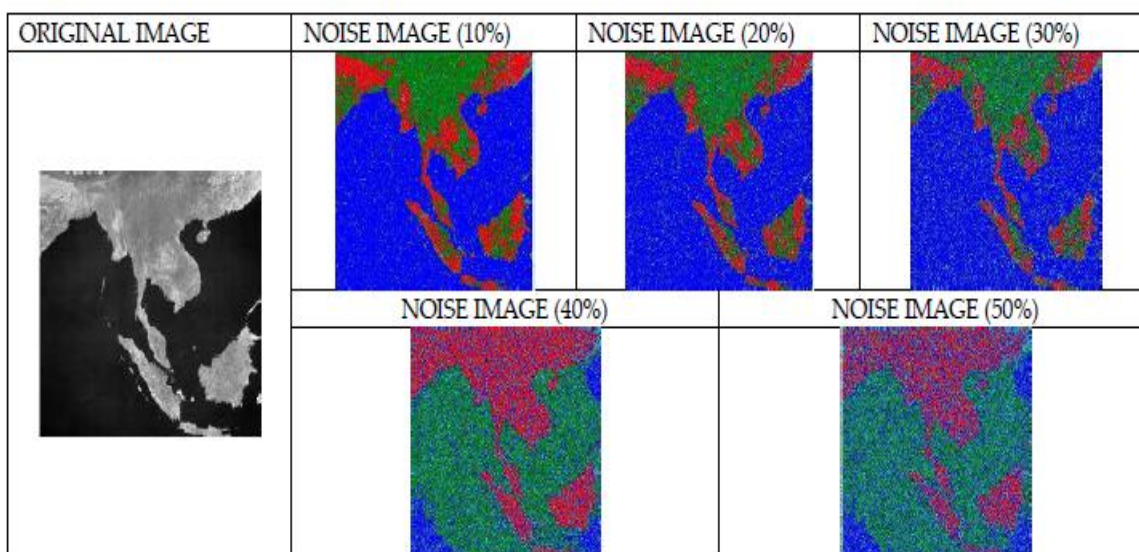 ORIGINAL IMAGE
NOISE IMAGE (10%)
NOISE IMAGE (20%)
NOISE IMAGE (30%)
NOISE IMAGE (40%)
NOISE IMAGE (50%)